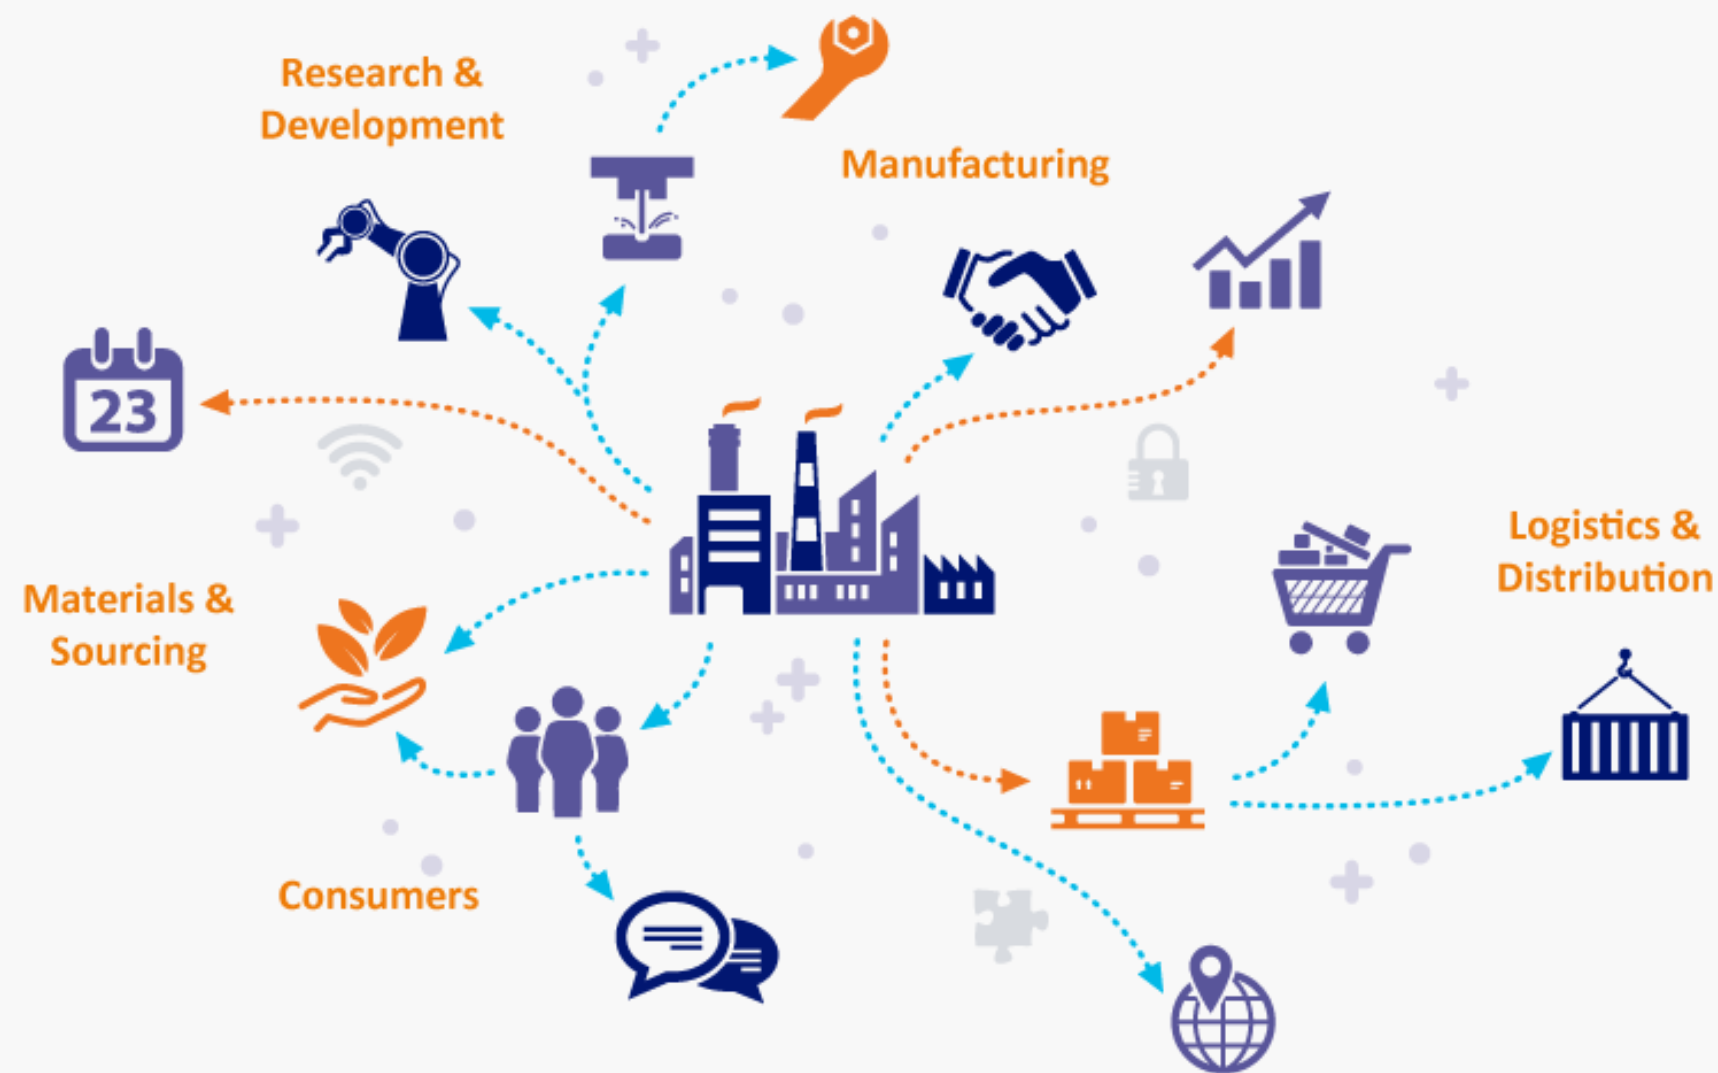 Research &
Development
Manufacturing
23
Logistics &
Distribution
Materials &
Sourcing
Consumers